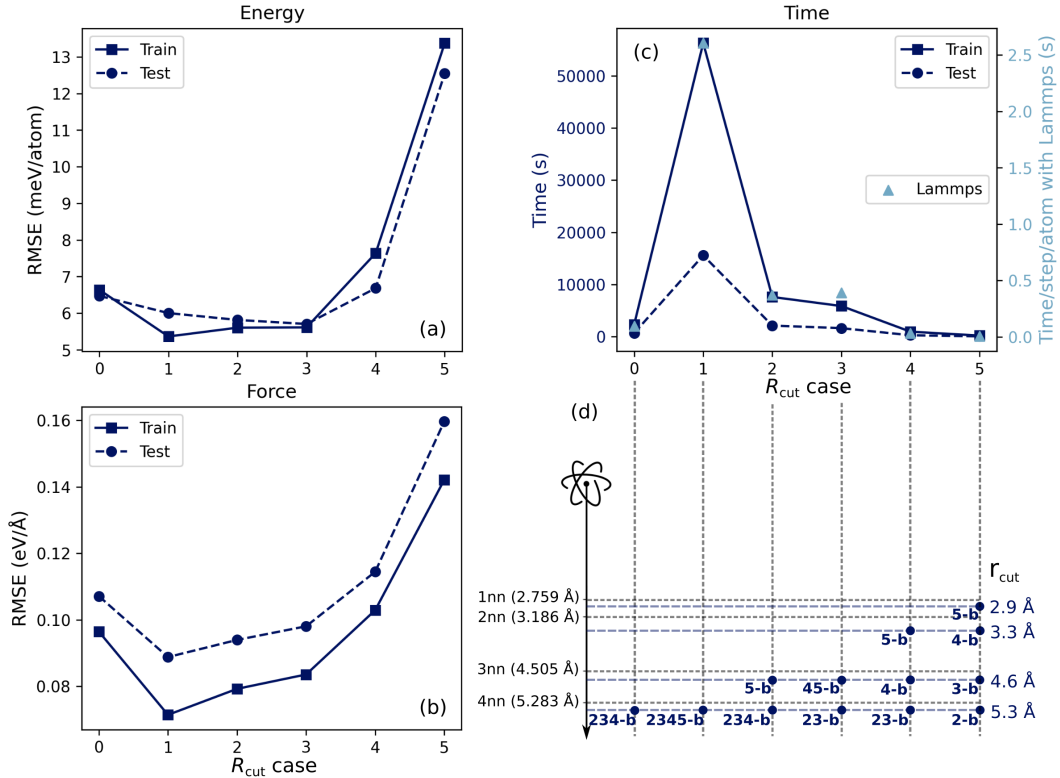 Energy
RMSE (meV/atom)
13
12
11
10
9
8
7
6
5
Train
Test
(a)
0 1 2 3 4 5
Force
RMSE (eV/Å)
0.16
0.14
0.12
0.10
0.08
Train
Test
(b)
0 1 2 3 4 5
R_cut case
Time
(c)
Time (s)
50000
40000
30000
20000
10000
0
Train
Test
Lammps
2.5
2.0
1.5
1.0
0.5
0.0
Time/step/atom with Lammps (s)
0 1 2 3 4 5
R_cut case
(d)
r_cut
1nn (2.759 Å)
2.9 Å
5-b
2nn (3.186 Å)
3.3 Å
5-b 4-b
3nn (4.505 Å)
4.6 Å
5-b 45-b 4-b 3-b
4nn (5.283 Å)
5.3 Å
234-b 2345-b 234-b 23-b 23-b 2-b